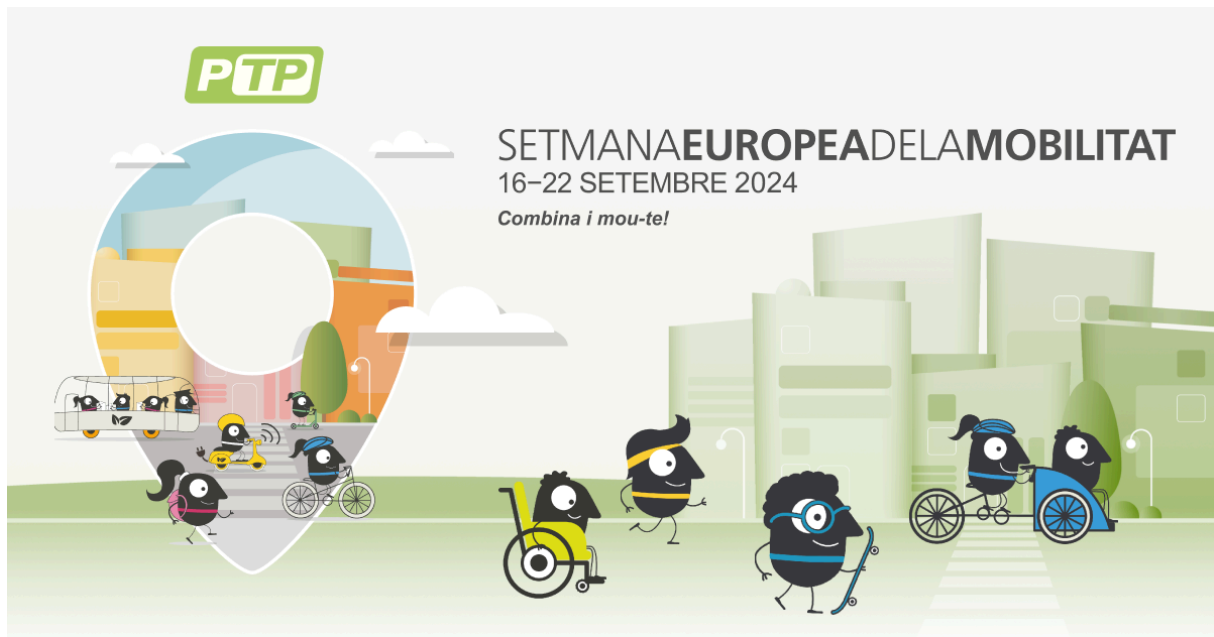 PTP
SETMANAEUROPEADELAMOBILITAT
16–22 SETEMBRE 2024
Combina i mou-te!